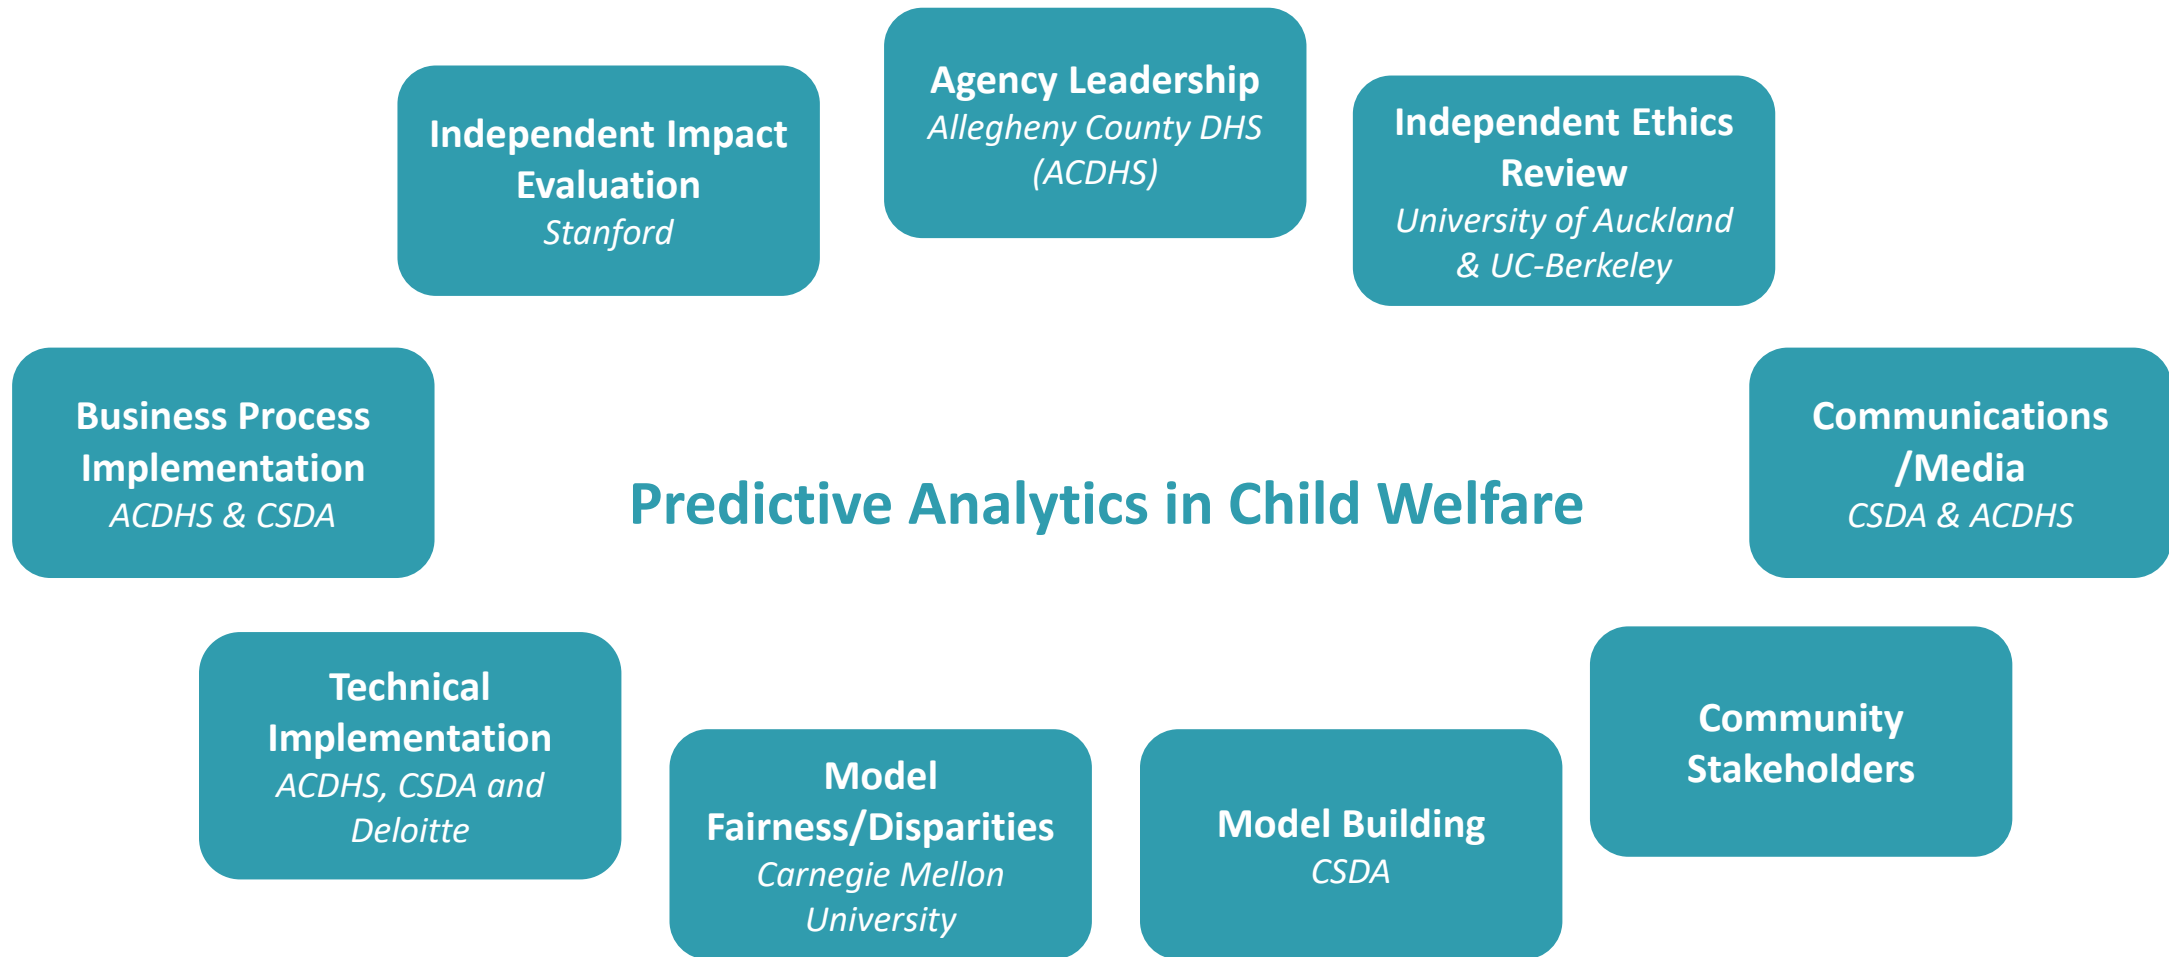 Agency Leadership
Allegheny County DHS
(ACDHS)
Independent Ethics
Review
University of Auckland
& UC-Berkeley
Communications
/Media
CSDA & ACDHS
Community
Stakeholders
Model Building
CSDA
Model
Fairness/Disparities
Carnegie Mellon
University
Technical
Implementation
ACDHS, CSDA and
Deloitte
Business Process
Implementation
ACDHS & CSDA
Independent Impact
Evaluation
Stanford
Predictive Analytics in Child Welfare